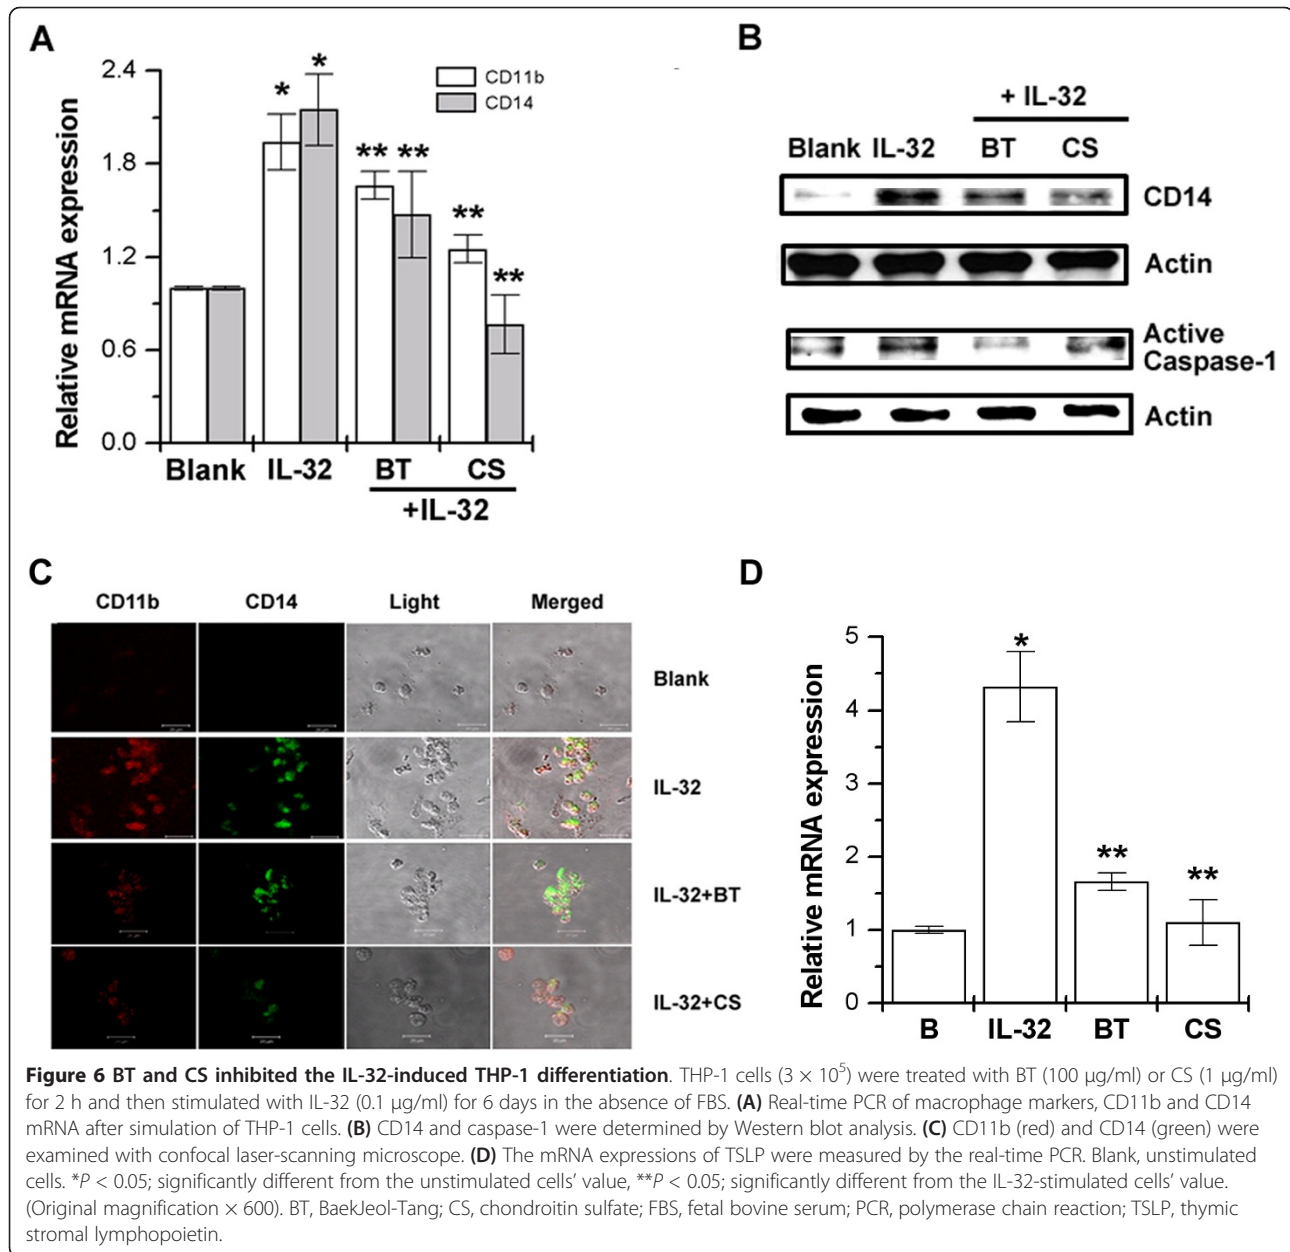 A
2.4
1.8
1.2
0.6
0.0
Relative mRNA expression
* *
** **
**
**
CD11b
CD14
Blank IL-32 BT CS
+IL-32
B
+ IL-32
Blank IL-32 BT CS
CD14
Actin
Active
Caspase-1
Actin
C
CD11b CD14 Light Merged
Blank
IL-32
IL-32+BT
IL-32+CS
D
5
4
3
2
1
0
Relative mRNA expression
*
**
**
B IL-32 BT CS
Figure 6 BT and CS inhibited the IL-32-induced THP-1 differentiation. THP-1 cells (3 × 10⁵) were treated with BT (100 μg/ml) or CS (1 μg/ml)
for 2 h and then stimulated with IL-32 (0.1 μg/ml) for 6 days in the absence of FBS. (A) Real-time PCR of macrophage markers, CD11b and CD14
mRNA after simulation of THP-1 cells. (B) CD14 and caspase-1 were determined by Western blot analysis. (C) CD11b (red) and CD14 (green) were
examined with confocal laser-scanning microscope. (D) The mRNA expressions of TSLP were measured by the real-time PCR. Blank, unstimulated
cells. *P < 0.05; significantly different from the unstimulated cells' value, **P < 0.05; significantly different from the IL-32-stimulated cells' value.
(Original magnification × 600). BT, BaekJeol-Tang; CS, chondroitin sulfate; FBS, fetal bovine serum; PCR, polymerase chain reaction; TSLP, thymic
stromal lymphopoietin.